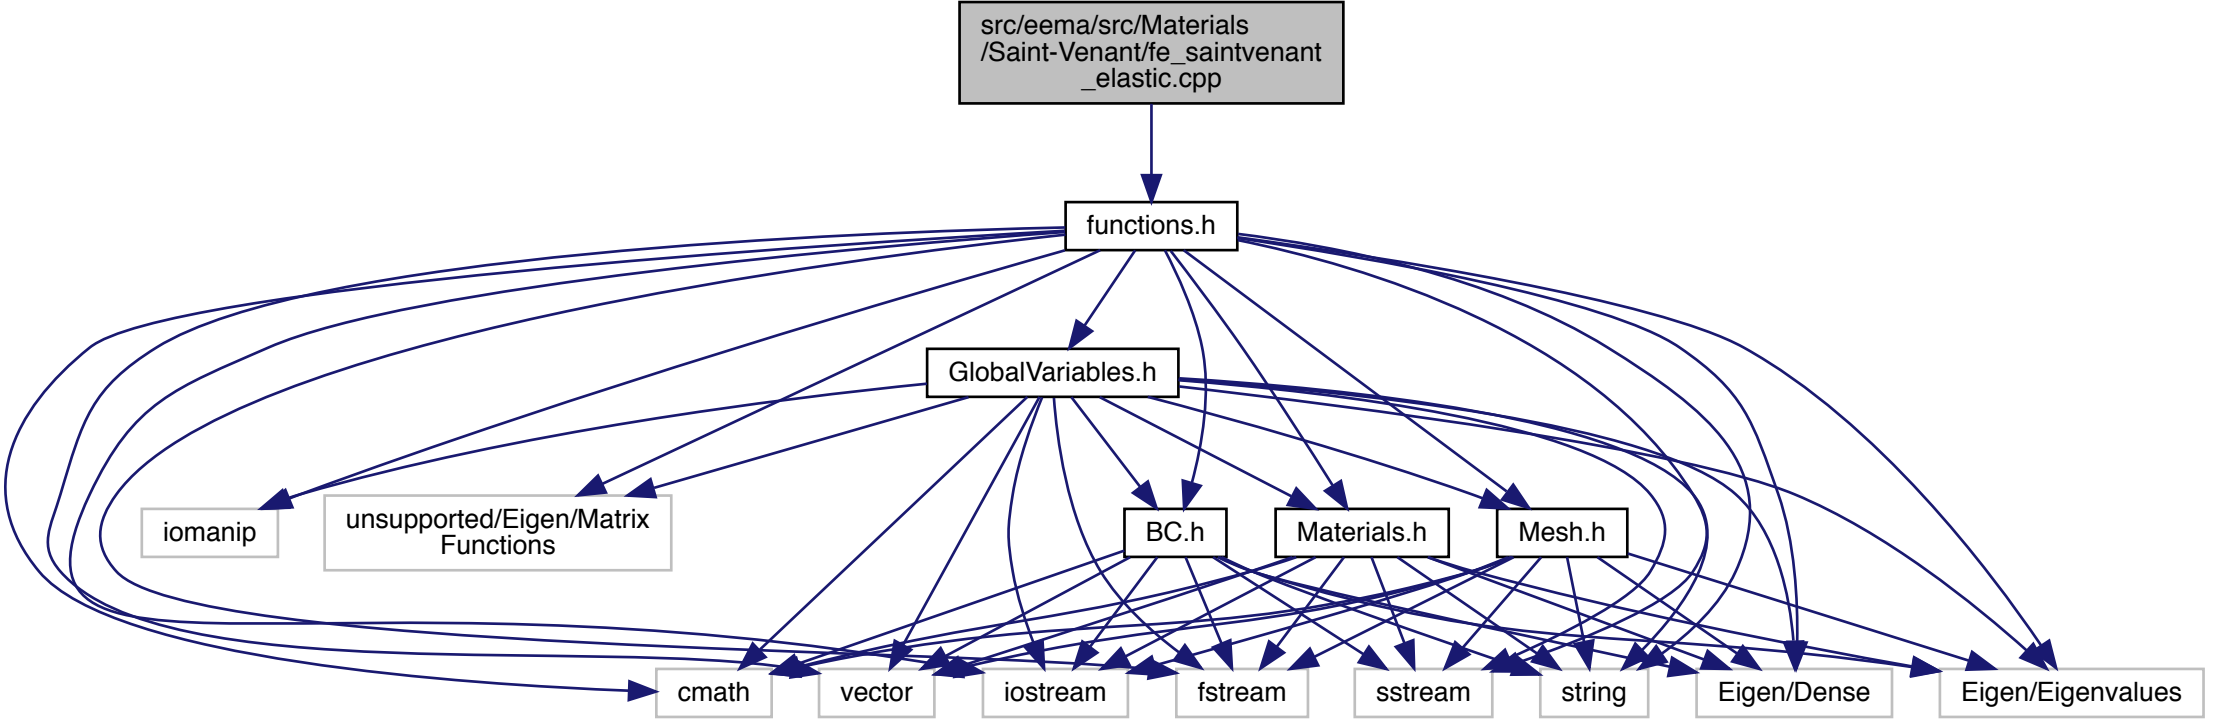 src/eema/src/Materials
/Saint-Venant/fe_saintvenant
_elastic.cpp
functions.h
GlobalVariables.h
iomanip
unsupported/Eigen/Matrix
Functions
BC.h
Materials.h
Mesh.h
cmath
vector
iostream
fstream
sstream
string
Eigen/Dense
Eigen/Eigenvalues